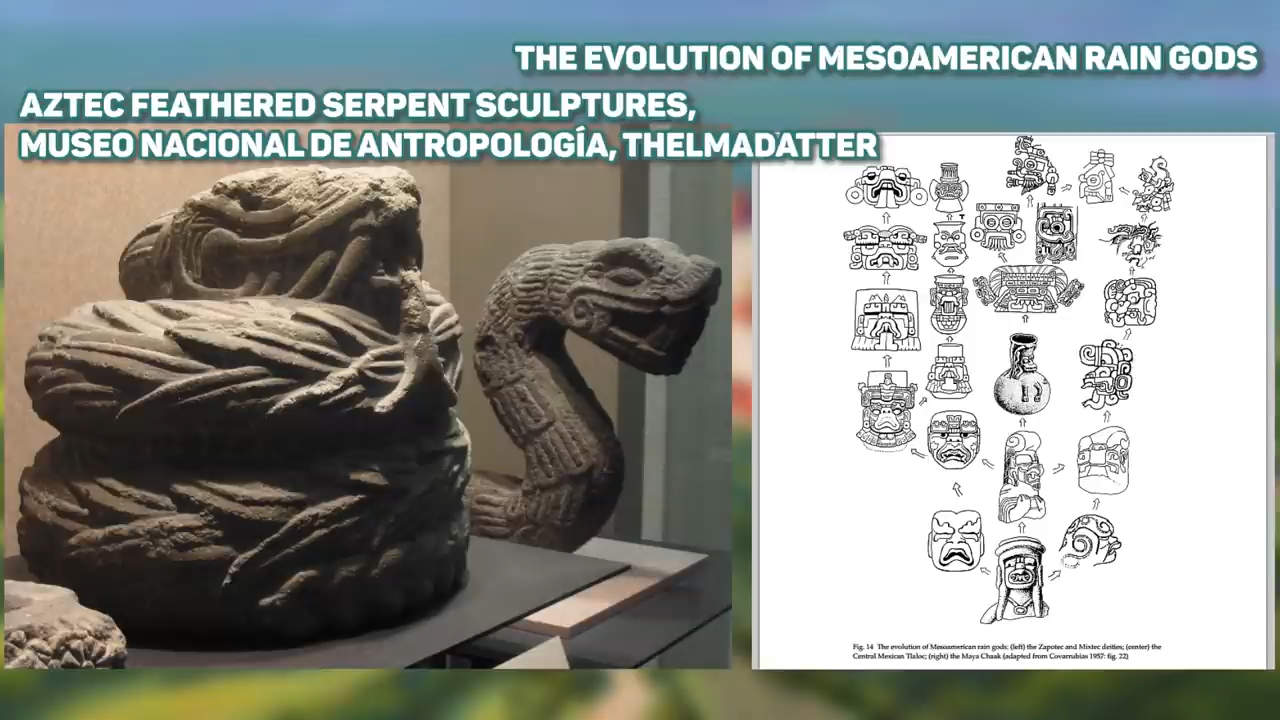 THE EVOLUTION OF MESOAMERICAN RAIN GODS
AZTEC FEATHERED SERPENT SCULPTURES,
MUSEO NACIONAL DE ANTROPOLOGÍA, THELMADATTER
Fig. 14 The evolution of Mesoamerican rain gods: (left) the Zapotec and Mixtec deities; (center) the
Central Mexican Tlaloc; (right) the Maya Chaak (adapted from Covarrubias 1957: fig. 22)